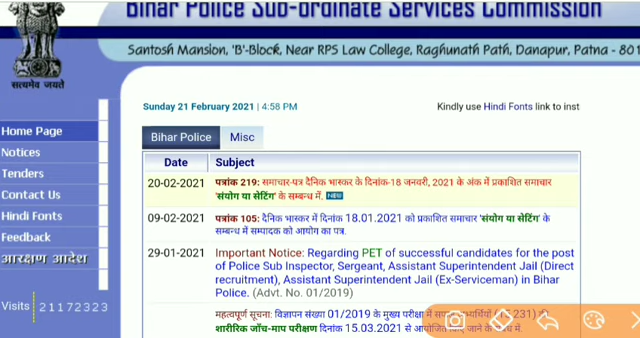 Bihar Police Sub-ordinate Services Commission
Santosh Mansion, 'B'-Block, Near RPS Law College, Raghunath Path, Danapur, Patna - 801
सत्यमेव जयते
Sunday 21 February 2021 | 4:58 PM
Kindly use Hindi Fonts link to inst
Home Page
Notices
Tenders
Contact Us
Hindi Fonts
Feedback
आरक्षण आदेश
Visits 21172323
Bihar Police Misc
Date Subject
20-02-2021 पत्रांक 219: समाचार-पत्र दैनिक भास्कर के दिनांक-18 जनवरी, 2021 के अंक में प्रकाशित समाचार
'संयोग या सेटिंग' के सम्बन्ध में. NEW
09-02-2021 पत्रांक 105: दैनिक भास्कर में दिनांक 18.01.2021 को प्रकाशित समाचार 'संयोग या सेटिंग' के
सम्बन्ध में सम्पादक को आयोग का पत्र.
29-01-2021 Important Notice: Regarding PET of successful candidates for the post
of Police Sub Inspector, Sergeant, Assistant Superintendent Jail (Direct
recruitment), Assistant Superintendent Jail (Ex-Serviceman) in Bihar
Police. (Advt. No. 01/2019)
महत्वपूर्ण सूचना: विज्ञापन संख्या 01/2019 के मुख्य परीक्षा में
शारीरिक जाँच-माप परीक्षण दिनांक 15.03.2021 से